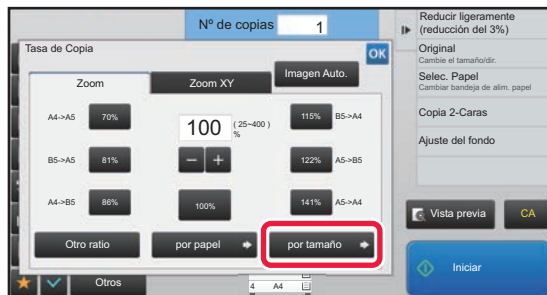 Nº de copias 1
Tasa de Copia
OK
Zoom
Zoom XY
Imagen Auto.
A4->A5 70%
100 (25~400) %
115% B5->A4
B5->A5 81%
− +
122% A5->B5
A4->B5 86%
100%
141% A5->A4
Otro ratio
por papel
por tamaño
Otros
4 A4
Reducir ligeramente
(reducción del 3%)
Original
Cambie el tamaño/dir.
Selec. Papel
Cambiar bandeja de alim. papel
Copia 2-Caras
Ajuste del fondo
Vista previa
CA
Iniciar